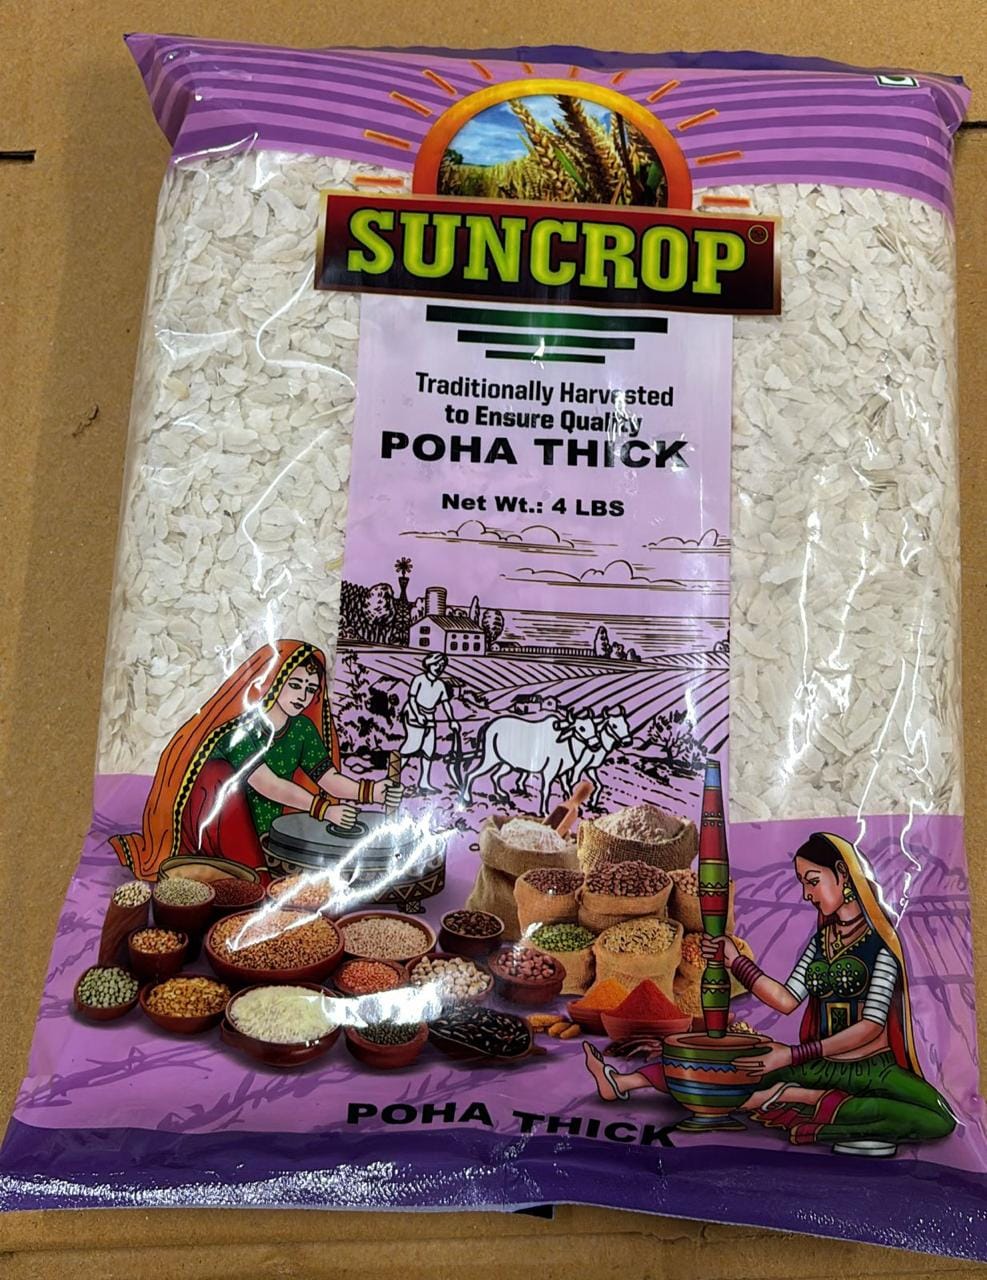 SUNCROP
Traditionally Harvested
to Ensure Quality
POHA THICK
Net Wt.: 4 LBS
POHA THICK